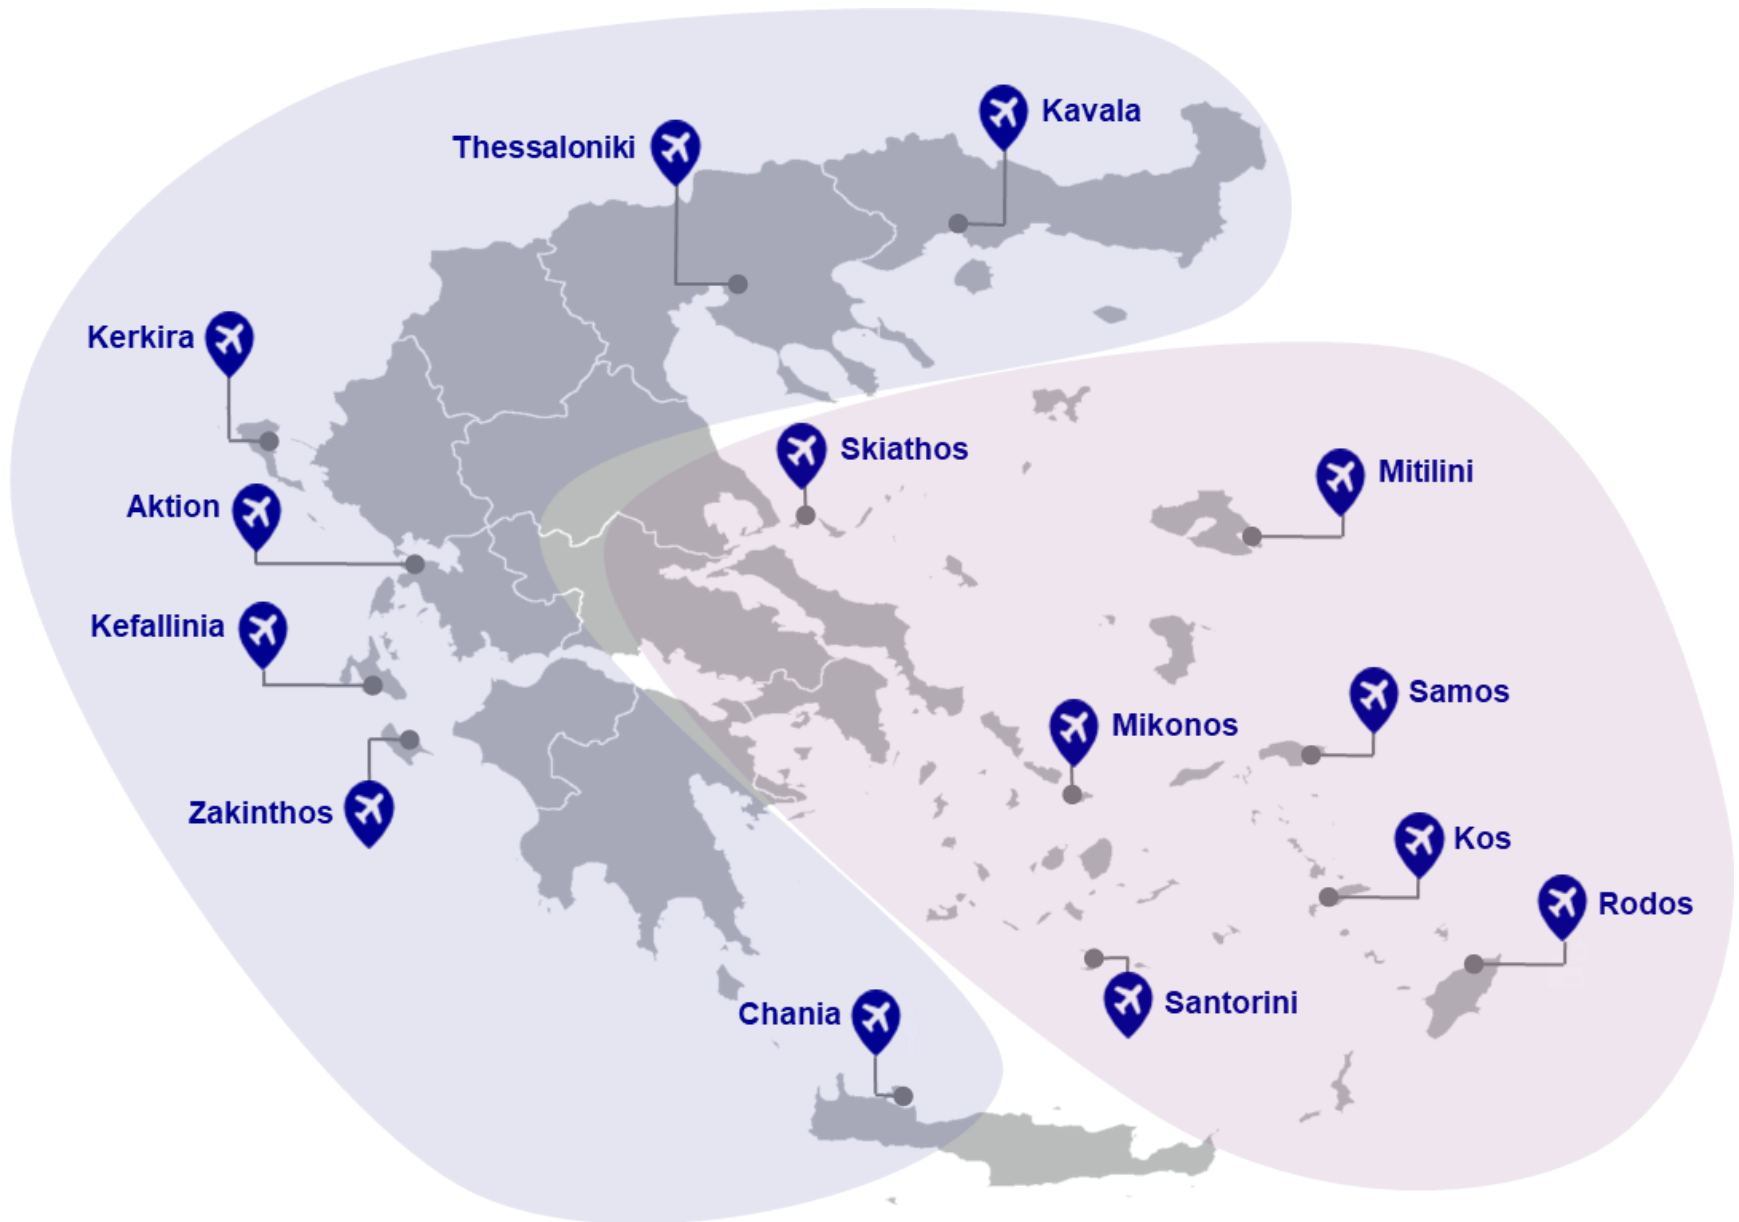 Kavala
Thessaloniki
Kerkira
Skiathos
Mitilini
Aktion
Kefallinia
Samos
Mikonos
Zakinthos
Kos
Rodos
Santorini
Chania